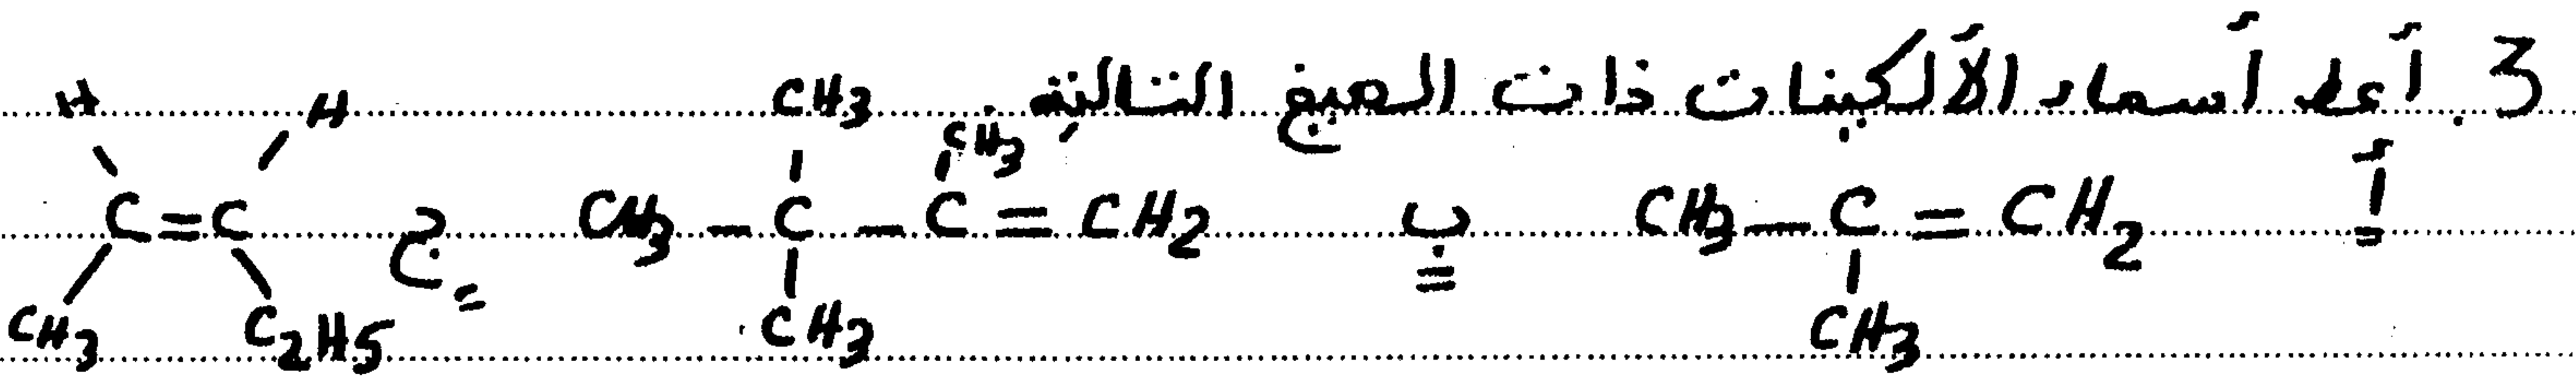 3. أعط أسماء الألكينات ذات الصيغ التالية.
أ CH3 - C = CH2
CH3
ب CH3 - C - C = CH2
CH3 CH3
CH3
ج C = C
H H
CH3 C2H5